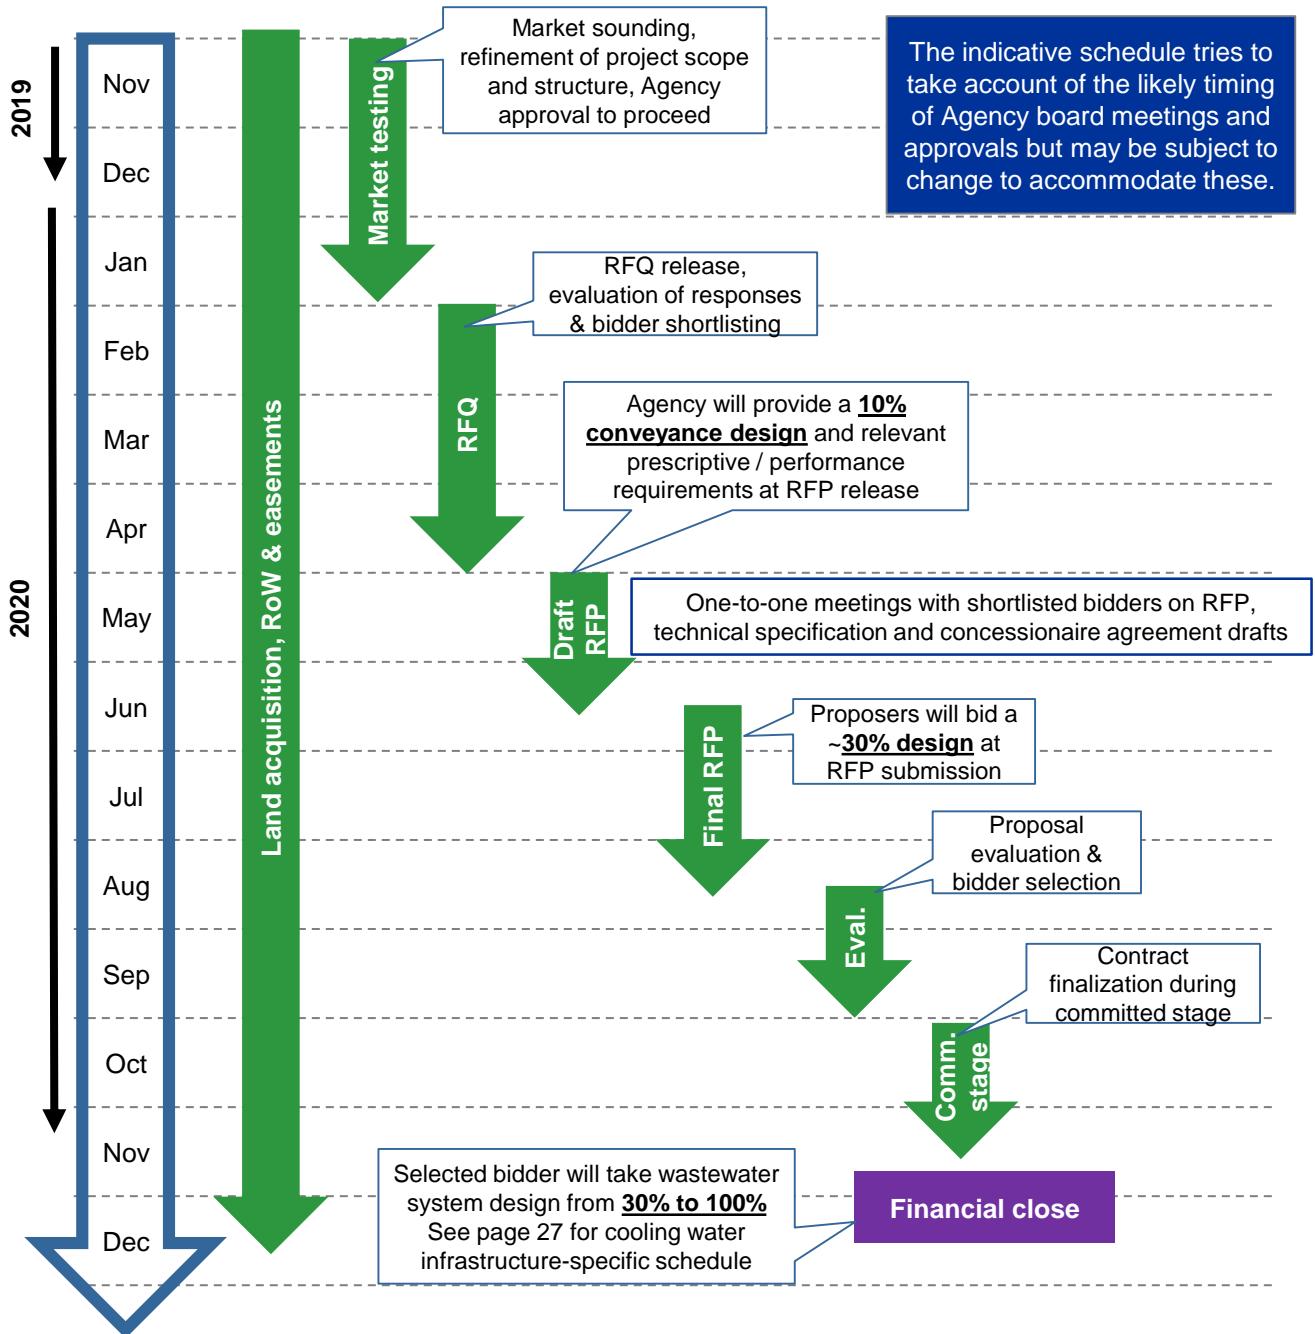 Market sounding,
refinement of project scope
and structure, Agency
approval to proceed
The indicative schedule tries to
take account of the likely timing
of Agency board meetings and
approvals but may be subject to
change to accommodate these.
2019
Nov
Dec
Market testing
Jan
RFQ release,
evaluation of responses
& bidder shortlisting
Feb
Mar
RFQ
Agency will provide a 10%
conveyance design and relevant
prescriptive / performance
requirements at RFP release
Apr
Land acquisition, RoW & easements
2020
May
Draft
RFP
One-to-one meetings with shortlisted bidders on RFP,
technical specification and concessionaire agreement drafts
Jun
Final RFP
Proposers will bid a
~30% design at
RFP submission
Jul
Aug
Proposal
evaluation &
bidder selection
Eval.
Sep
Contract
finalization during
committed stage
Oct
Comm.
stage
Nov
Selected bidder will take wastewater
system design from 30% to 100%
See page 27 for cooling water
infrastructure-specific schedule
Financial close
Dec